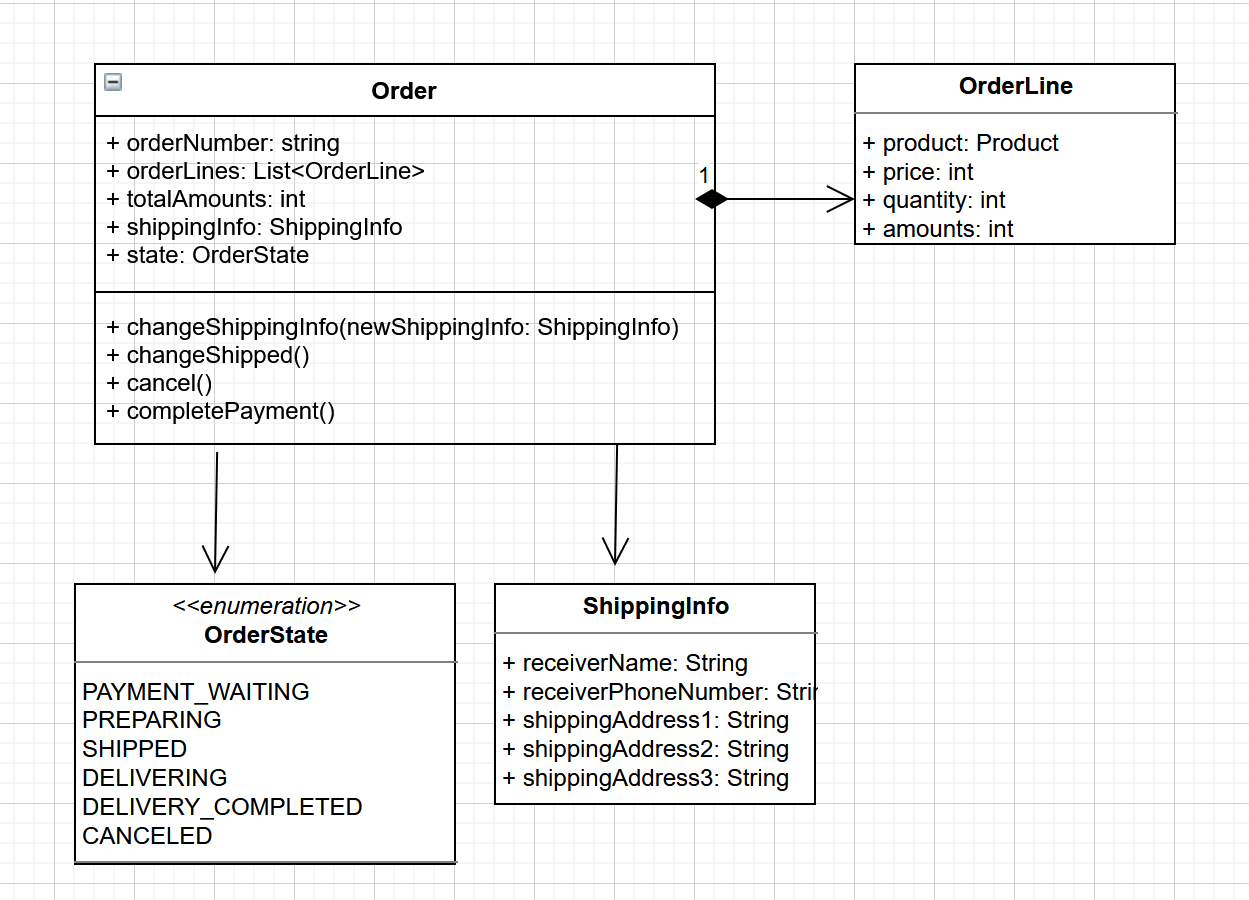 Order
+ orderNumber: string
+ orderLines: List<OrderLine>
+ totalAmounts: int
+ shippingInfo: ShippingInfo
+ state: OrderState
+ changeShippingInfo(newShippingInfo: ShippingInfo)
+ changeShipped()
+ cancel()
+ completePayment()
1
OrderLine
+ product: Product
+ price: int
+ quantity: int
+ amounts: int
<<enumeration>>
OrderState
PAYMENT_WAITING
PREPARING
SHIPPED
DELIVERING
DELIVERY_COMPLETED
CANCELED
ShippingInfo
+ receiverName: String
+ receiverPhoneNumber:
+ shippingAddress1: String
+ shippingAddress2: String
+ shippingAddress3: String